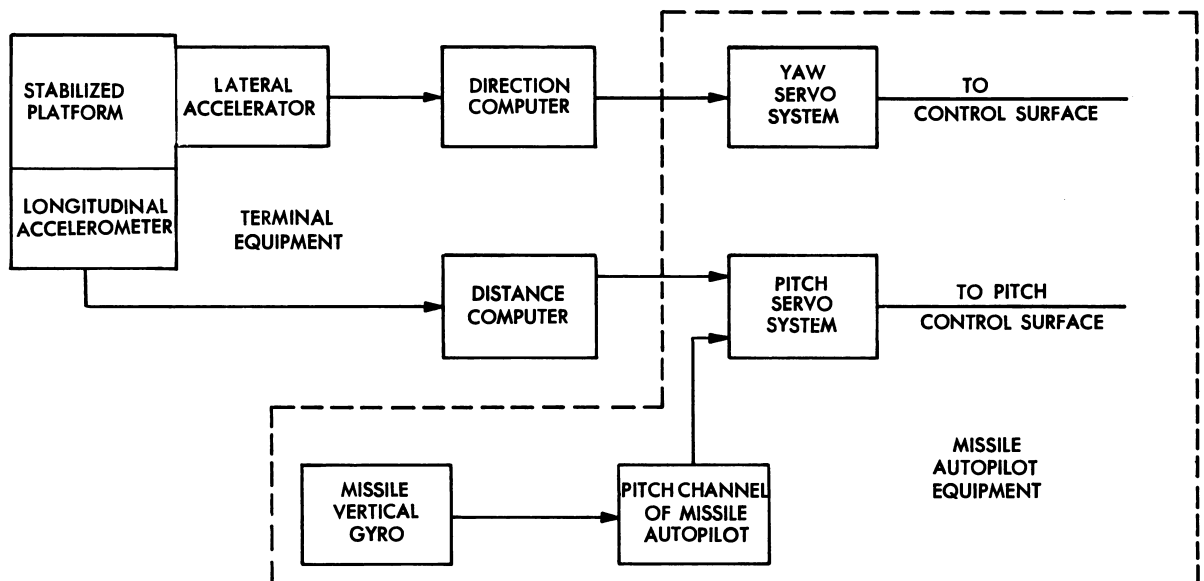 STABILIZED
PLATFORM
LATERAL
ACCELERATOR
DIRECTION
COMPUTER
YAW
SERVO
SYSTEM
TO
CONTROL SURFACE
LONGITUDINAL
ACCELEROMETER
TERMINAL
EQUIPMENT
DISTANCE
COMPUTER
PITCH
SERVO
SYSTEM
TO PITCH
CONTROL SURFACE
MISSILE
VERTICAL
GYRO
PITCH CHANNEL
OF MISSILE
AUTOPILOT
MISSILE
AUTOPILOT
EQUIPMENT